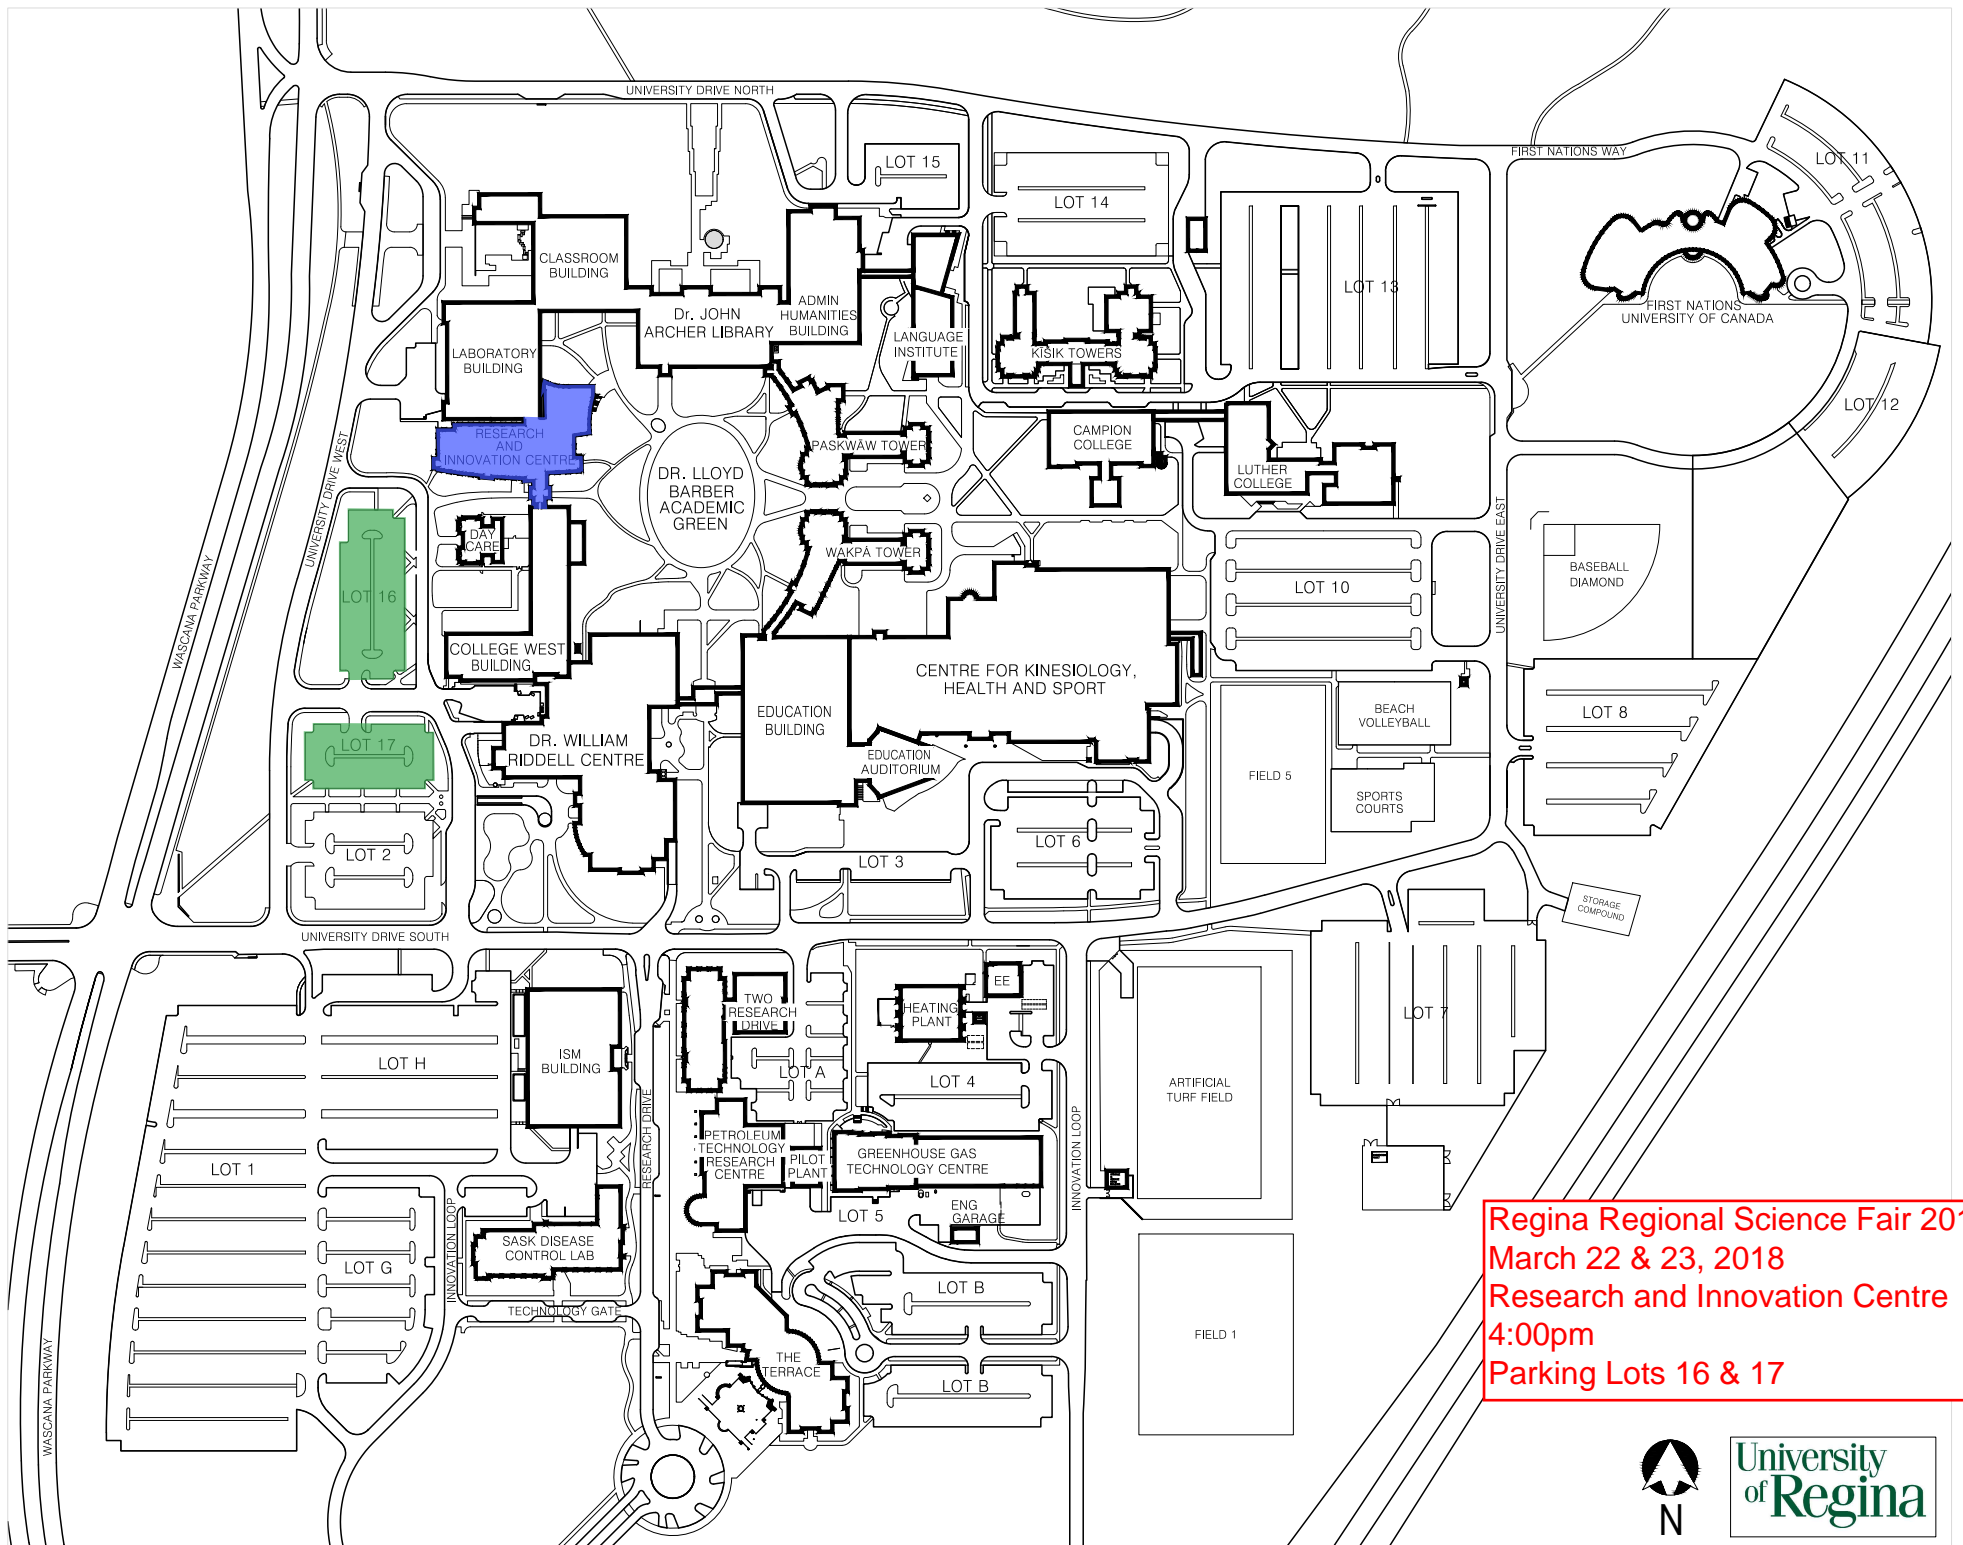 UNIVERSITY DRIVE NORTH
FIRST NATIONS WAY
LOT 11
LOT 15
LOT 14
LOT 13
CLASSROOM
BUILDING
ADMIN
HUMANITIES
BUILDING
Dr. JOHN
ARCHER LIBRARY
LANGUAGE
INSTITUTE
KĪSIK TOWERS
FIRST NATIONS
UNIVERSITY OF CANADA
LABORATORY
BUILDING
LOT 12
RESEARCH
AND
INNOVATION CENTRE
PASKWĀW TOWER
CAMPION
COLLEGE
LUTHER
COLLEGE
UNIVERSITY DRIVE WEST
DR. LLOYD
BARBER
ACADEMIC
GREEN
DAY
CARE
WAKPĀ TOWER
UNIVERSITY DRIVE EAST
BASEBALL
DIAMOND
LOT 10
LOT 16
WASCANA PARKWAY
COLLEGE WEST
BUILDING
CENTRE FOR KINESIOLOGY,
HEALTH AND SPORT
EDUCATION
BUILDING
BEACH
VOLLEYBALL
LOT 8
LOT 17
DR. WILLIAM
RIDDELL CENTRE
EDUCATION
AUDITORIUM
FIELD 5
SPORTS
COURTS
LOT 2
LOT 3
LOT 6
STORAGE
COMPOUND
UNIVERSITY DRIVE SOUTH
TWO
RESEARCH
DRIVE
EE
HEATING
PLANT
LOT 7
LOT H
ISM
BUILDING
LOT A
LOT 4
ARTIFICIAL
TURF FIELD
RESEARCH DRIVE
INNOVATION LOOP
PETROLEUM
TECHNOLOGY
RESEARCH
CENTRE
PILOT
PLANT
GREENHOUSE GAS
TECHNOLOGY CENTRE
LOT 1
LOT 5
ENG
GARAGE
INNOVATION LOOP
SASK DISEASE
CONTROL LAB
LOT G
LOT B
TECHNOLOGY GATE
FIELD 1
THE
TERRACE
LOT B
WASCANA PARKWAY
Regina Regional Science Fair 201
March 22 & 23, 2018
Research and Innovation Centre
4:00pm
Parking Lots 16 & 17
N
University
of Regina